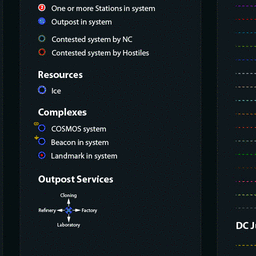 One or more Stations in system
Outpost in system
Contested system by NC
Contested system by Hostiles
Resources
Ice
Complexes
COSMOS system
Beacon in system
Landmark in system
Outpost Services
Cloning
Refinery
Factory
Laboratory
DC